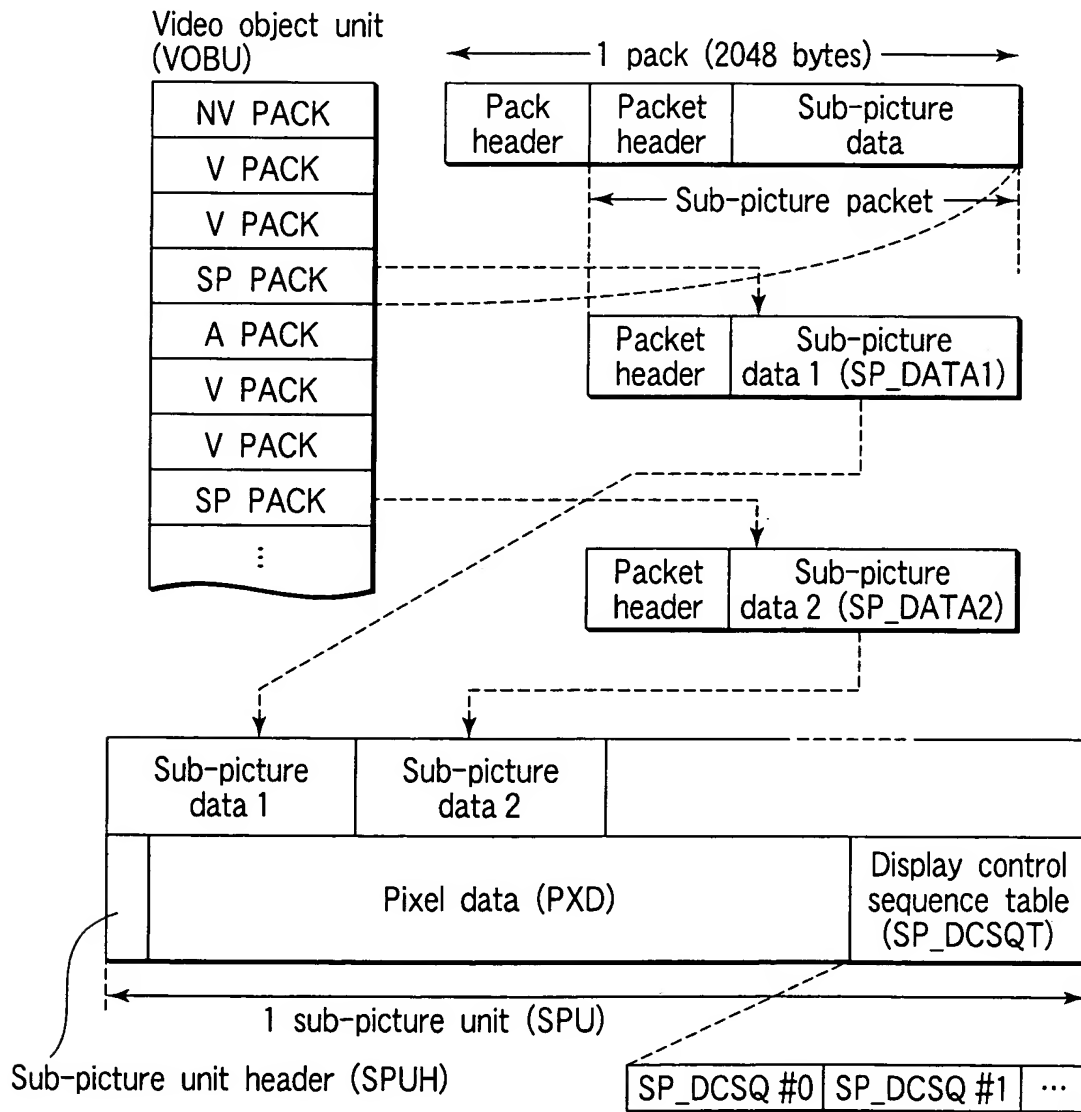 Video object unit
(VOBU)
NV PACK
V PACK
V PACK
SP PACK
A PACK
V PACK
V PACK
SP PACK
⋮
1 pack (2048 bytes)
Pack
header
Packet
header
Sub-picture
data
Sub-picture packet
Packet
header
Sub-picture
data 1 (SP_DATA1)
Packet
header
Sub-picture
data 2 (SP_DATA2)
Sub-picture
data 1
Sub-picture
data 2
Pixel data (PXD)
Display control
sequence table
(SP_DCSQT)
1 sub-picture unit (SPU)
Sub-picture unit header (SPUH)
SP_DCSQ #0
SP_DCSQ #1
⋯